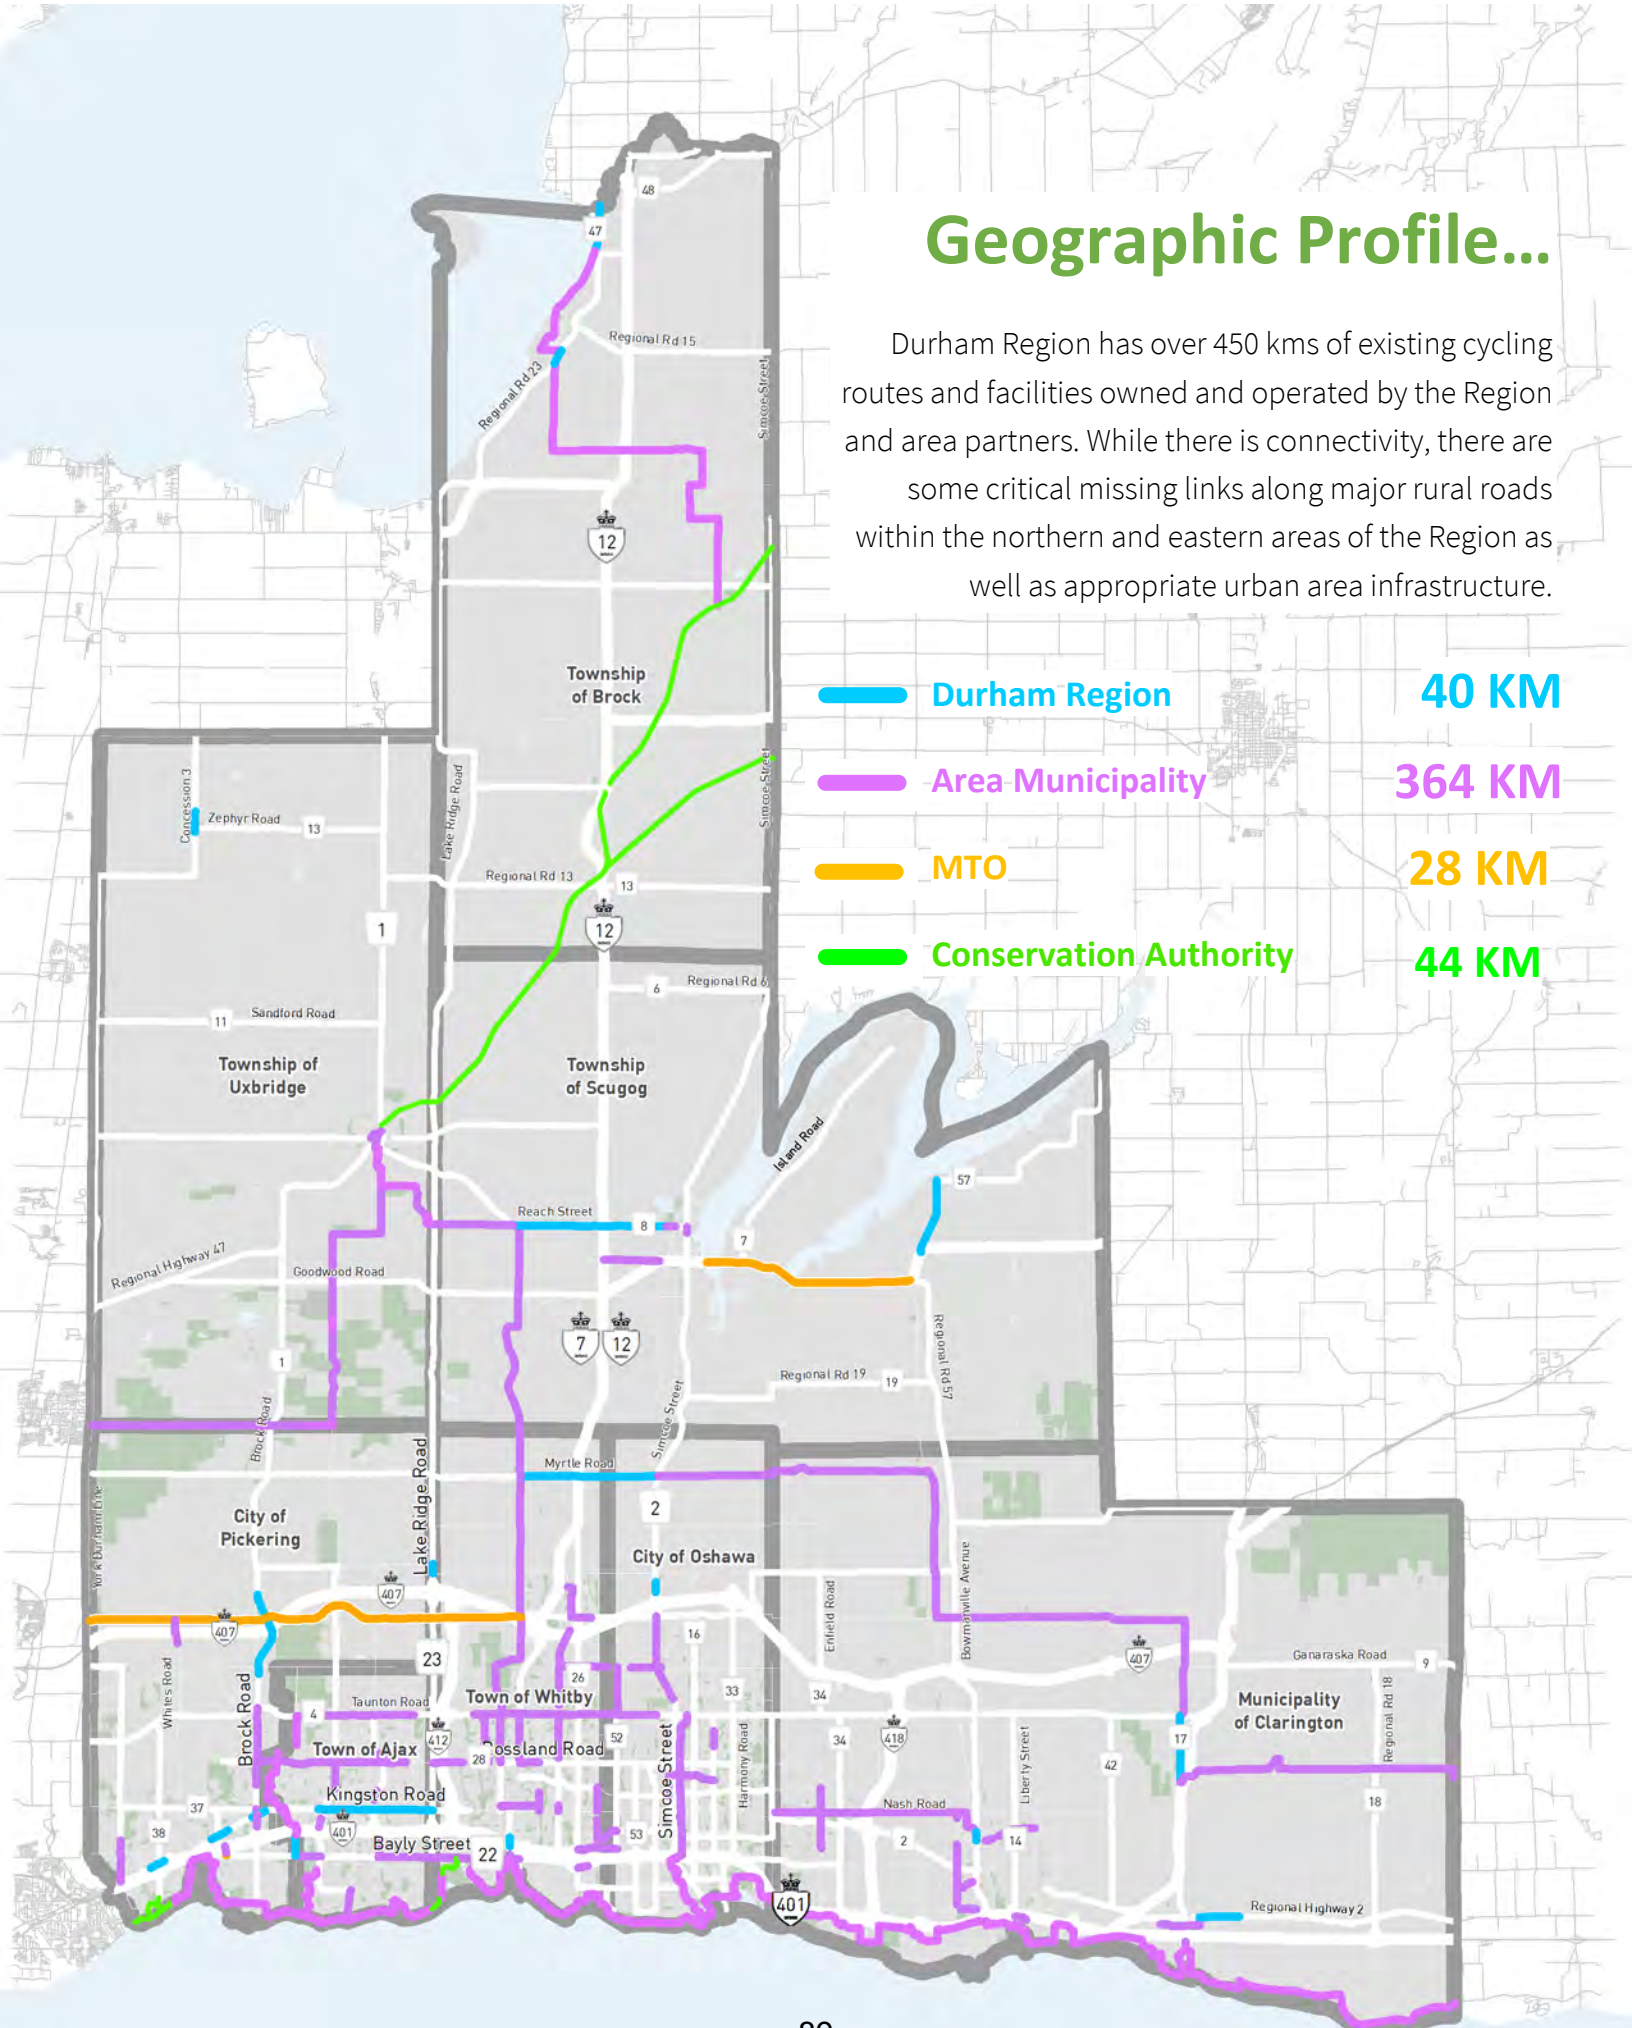 Geographic Profile...
Durham Region has over 450 kms of existing cycling
routes and facilities owned and operated by the Region
and area partners. While there is connectivity, there are
some critical missing links along major rural roads
within the northern and eastern areas of the Region as
well as appropriate urban area infrastructure.
Durham Region 40 KM
Area Municipality 364 KM
MTO 28 KM
Conservation Authority 44 KM
48
47
Regional Rd 15
Regional Rd 23
Simcoe Street
12
Township
of Brock
Simcoe Street
Concession 3
Zephyr Road
13
Lake Ridge Road
Regional Rd 13
13
1
12
6
Regional Rd 6
11
Sandford Road
Township of
Uxbridge
Township
of Scugog
Island Road
57
Reach Street
8
7
Regional Highway 47
Goodwood Road
7
12
1
Regional Rd 57
Regional Rd 19
19
Simcoe Street
Brock Road
Lake Ridge Road
Myrtle Road
York Durham Line
City of
Pickering
2
City of Oshawa
407
407
Enfield Road
Bowmanville Avenue
16
23
407
Ganaraska Road
9
Whites Road
Brock Road
26
Town of Whitby
33
34
Taunton Road
4
Municipality
of Clarington
Regional Rd 18
412
Town of Ajax
Rossland Road
28
52
Simcoe Street
Harmony Road
34
418
Liberty Street
17
42
Kingston Road
37
401
Nash Road
18
38
Bayly Street
22
53
2
14
401
Regional Highway 2